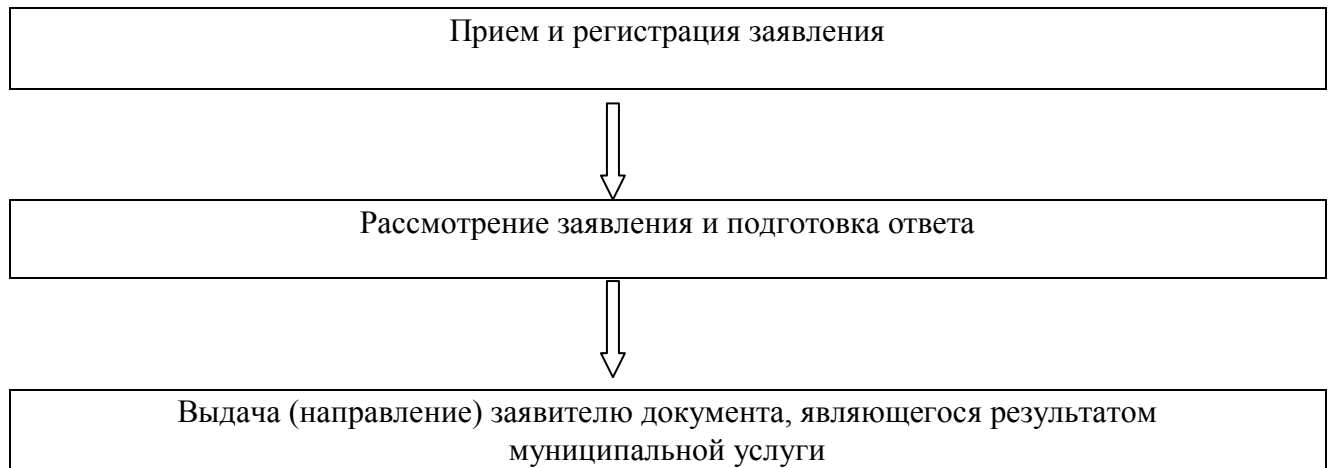 Прием и регистрация заявления
Рассмотрение заявления и подготовка ответа
Выдача (направление) заявителю документа, являющегося результатом
муниципальной услуги